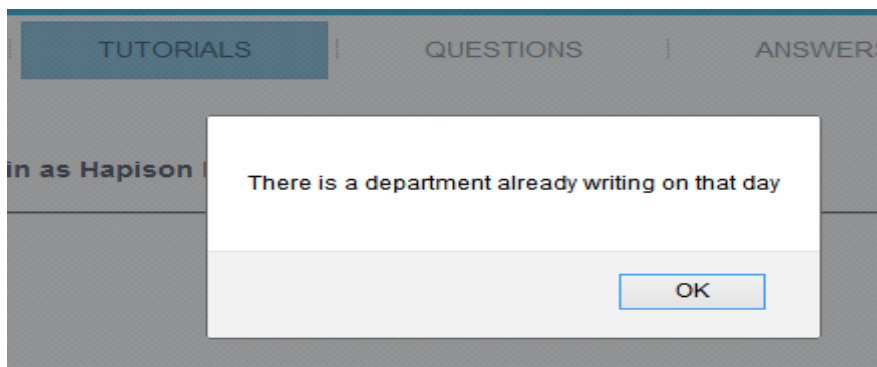 TUTORIALS QUESTIONS ANSWERS
in as Hapison
There is a department already writing on that day
OK